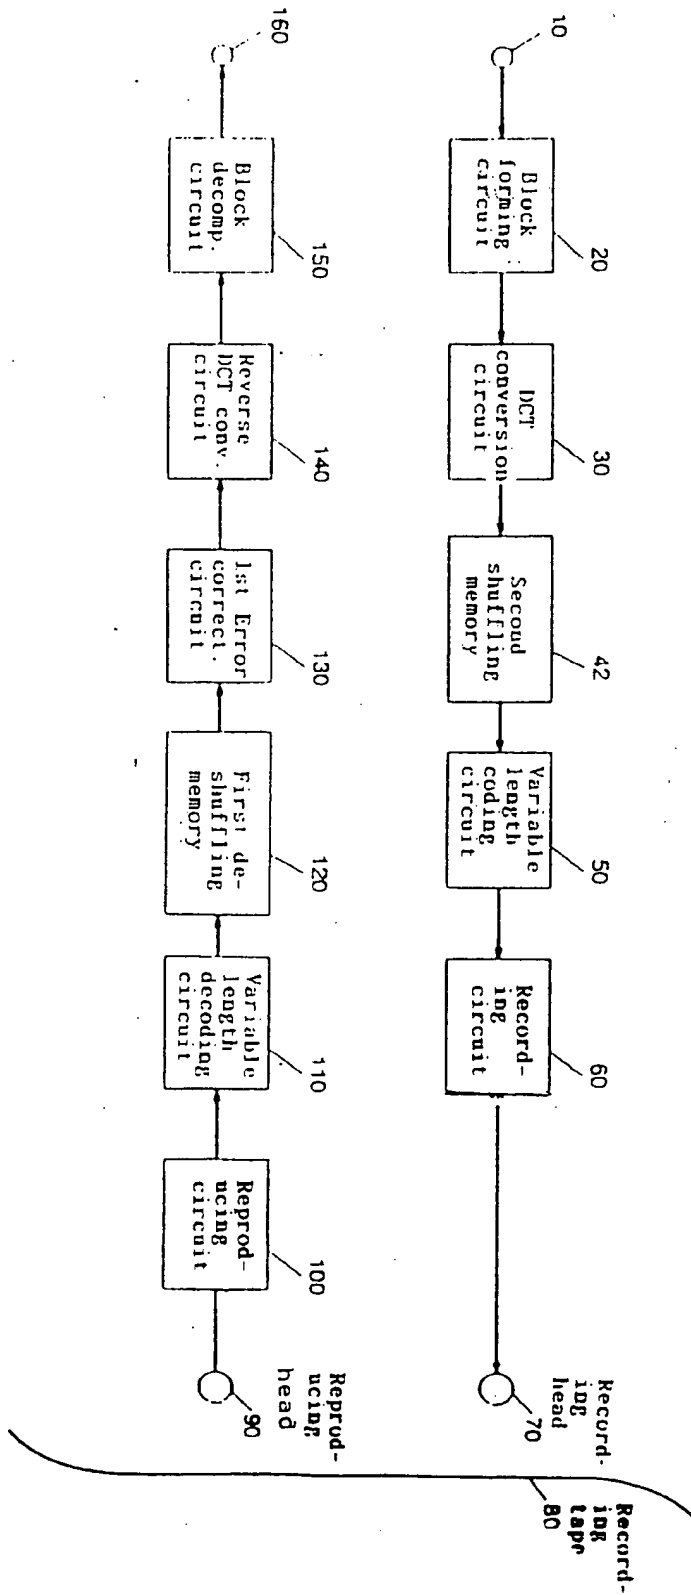 10
Block
forming
circuit
20
DCT
conversion
circuit
30
Second
shuffling
memory
42
Variable
length
coding
circuit
50
Record-
ing
circuit
60
Record-
ing
head
70
Record-
ing
tape
80
160
Block
decomp.
circuit
150
Reverse
DCT conv.
circuit
140
1st Error
correct.
circuit
130
First de-
shuffling
memory
120
Variable
length
decoding
circuit
110
Reprod-
ucing
circuit
100
Reprod-
ucing
head
90